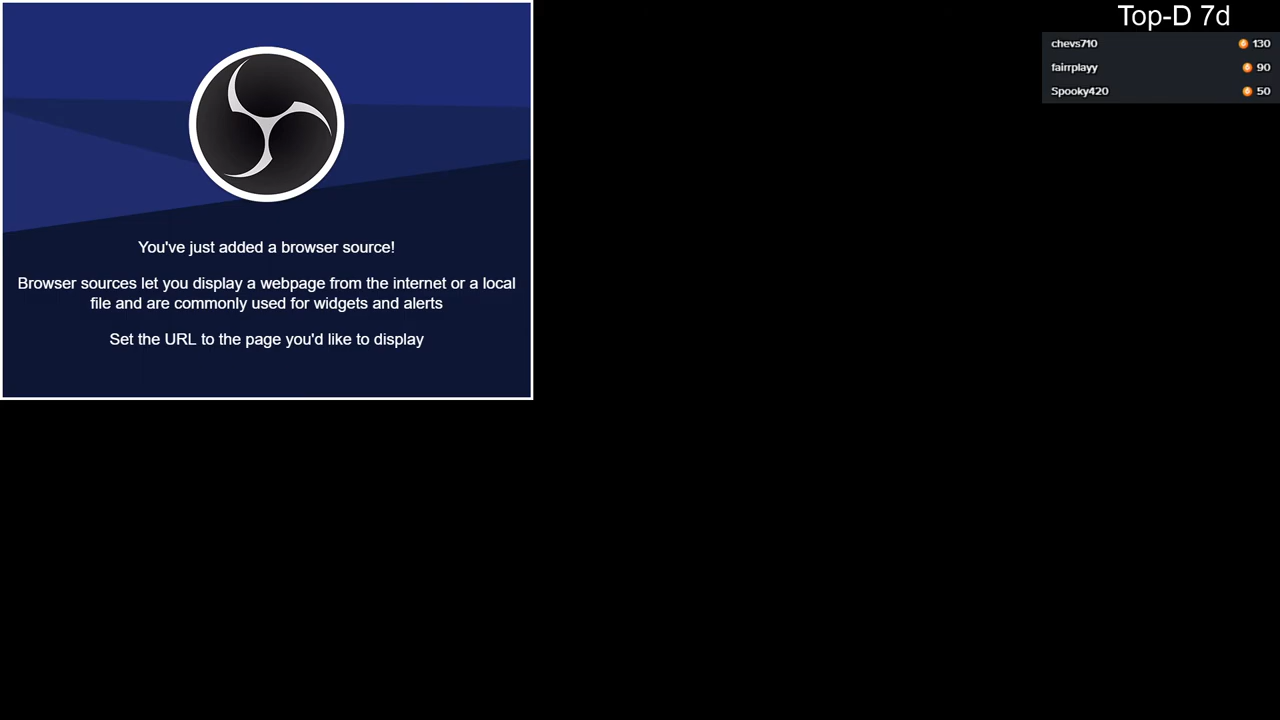 You've just added a browser source!
Browser sources let you display a webpage from the internet or a local
file and are commonly used for widgets and alerts
Set the URL to the page you'd like to display
Top-D 7d
chevs710 130
fairrplayy 90
Spooky420 50